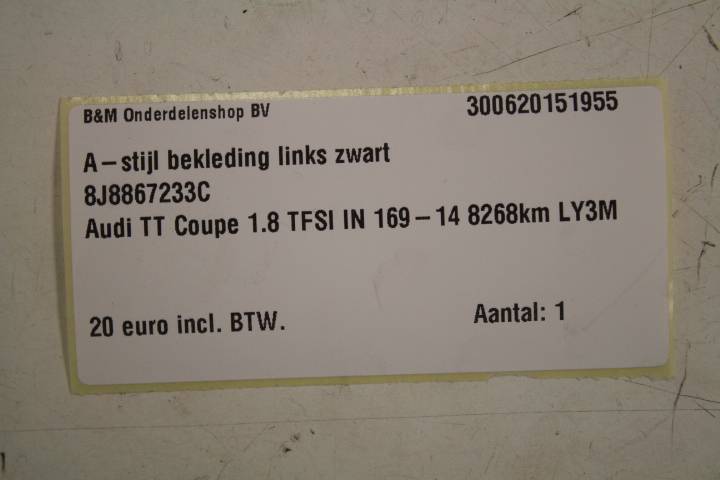 B&M Onderdelenshop BV 300620151955
A-stijl bekleding links zwart
8J8867233C
Audi TT Coupe 1.8 TFSI IN 169-14 8268km LY3M
20 euro incl. BTW. Aantal: 1